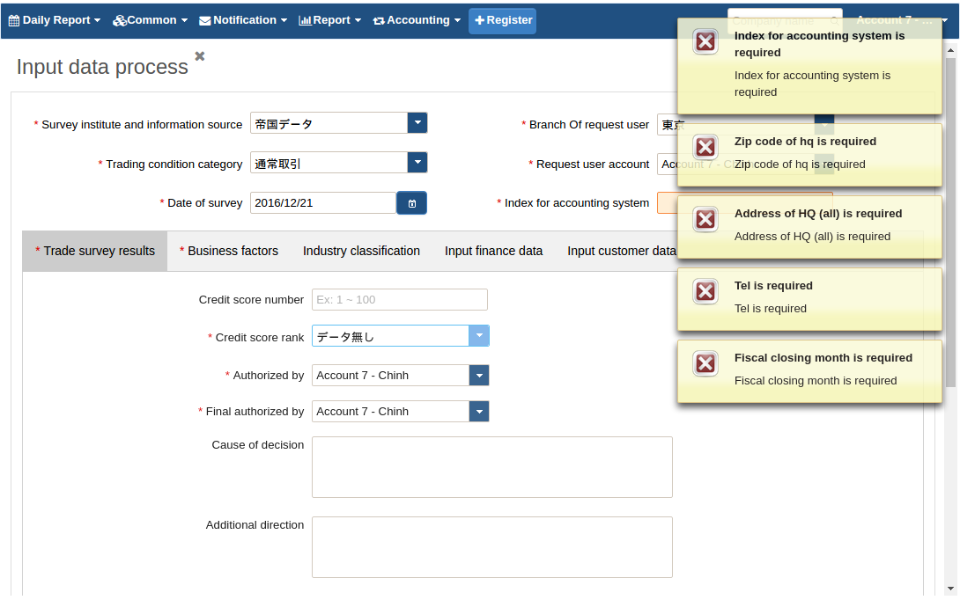 Daily Report Common Notification Report Accounting +Register Account 7 - ...
Input data process
* Survey institute and information source 帝国データ * Branch Of request user 東京
* Trading condition category 通常取引 * Request user account Account 7 - Chinh
* Date of survey 2016/12/21 * Index for accounting system
* Trade survey results * Business factors Industry classification Input finance data Input customer data
Credit score number Ex: 1 ~ 100
* Credit score rank データ無し
* Authorized by Account 7 - Chinh
* Final authorized by Account 7 - Chinh
Cause of decision
Additional direction
Index for accounting system is
required
Index for accounting system is
required
Zip code of hq is required
Zip code of hq is required
Address of HQ (all) is required
Address of HQ (all) is required
Tel is required
Tel is required
Fiscal closing month is required
Fiscal closing month is required